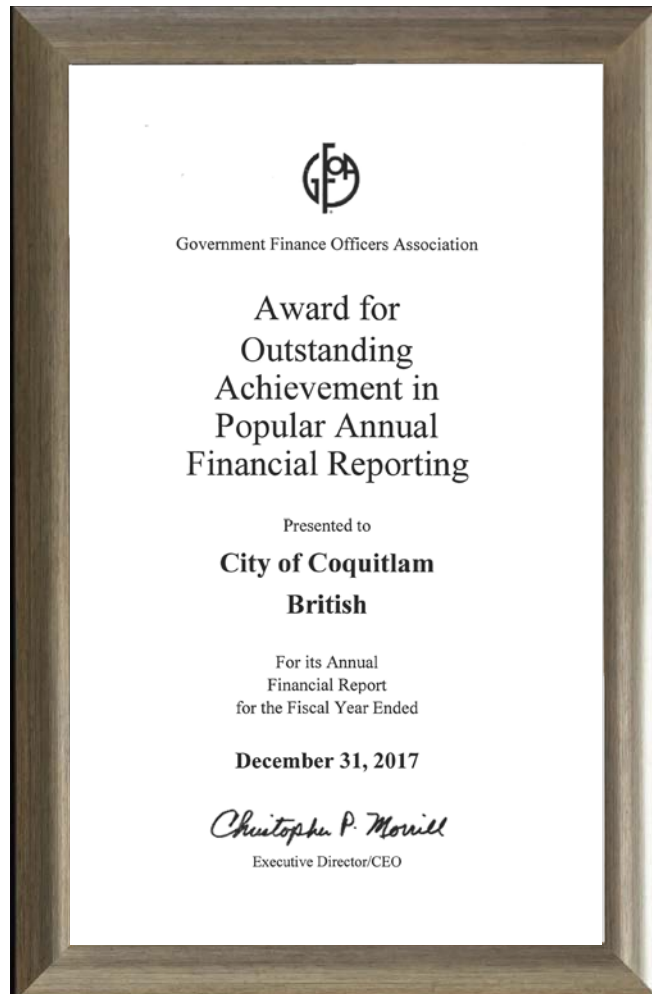 GFOA
Government Finance Officers Association
Award for
Outstanding
Achievement in
Popular Annual
Financial Reporting
Presented to
City of Coquitlam
British
For its Annual
Financial Report
for the Fiscal Year Ended
December 31, 2017
Christopher P. Morrill
Executive Director/CEO